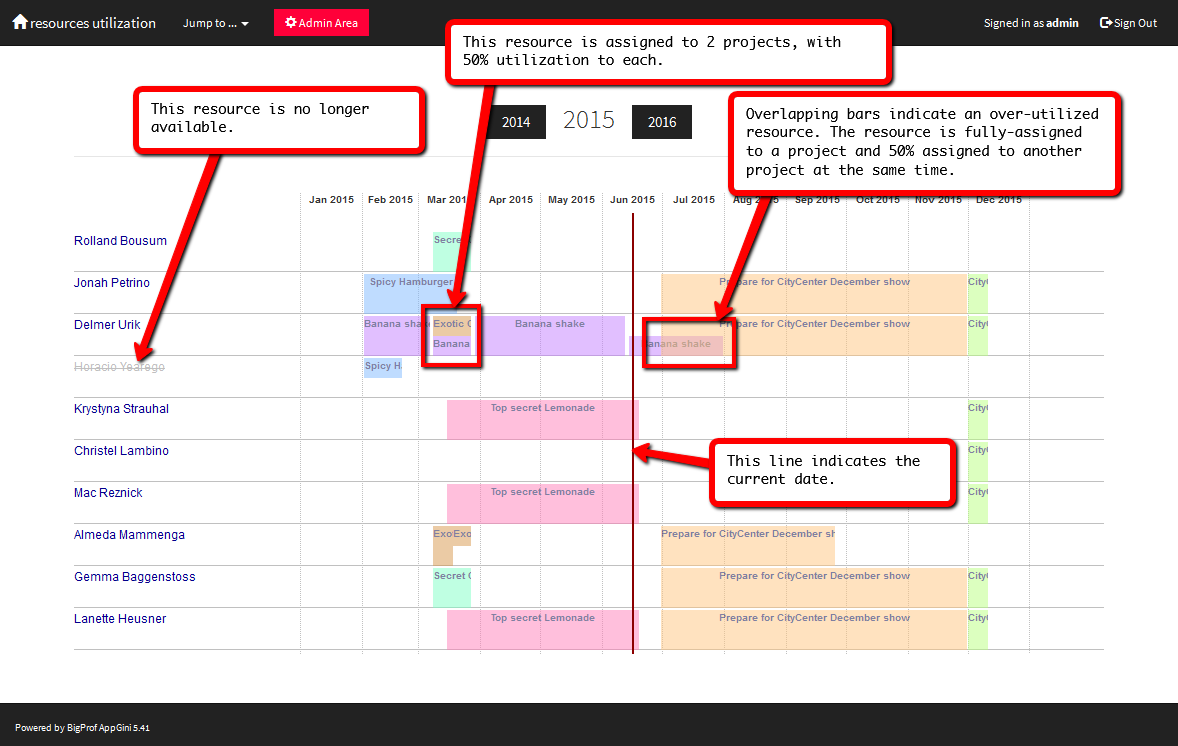 resources utilization Jump to ... Admin Area Signed in as admin Sign Out
This resource is assigned to 2 projects, with
50% utilization to each.
This resource is no longer
available.
2014 2015 2016
Overlapping bars indicate an over-utilized
resource. The resource is fully-assigned
to a project and 50% assigned to another
project at the same time.
Jan 2015 Feb 2015 Mar 201 Apr 2015 May 2015 Jun 2015 Jul 2015 Aug 2015 Sep 2015 Oct 2015 Nov 2015 Dec 2015
Rolland Bousum Secre
Jonah Petrino Spicy Hamburger Prepare for CityCenter December show City
Delmer Urik Banana shak Exotic C Banana shake Prepare for CityCenter December show City
Banana Banana shake
Horacio Yearego Spicy H
Krystyna Strauhal Top secret Lemonade City
Christel Lambino City
This line indicates the
current date.
Mac Reznick Top secret Lemonade City
Almeda Mammenga Exo Exo Prepare for CityCenter December sh
Gemma Baggenstoss Secret C Prepare for CityCenter December show City
Lanette Heusner Top secret Lemonade Prepare for CityCenter December show City
Powered by BigProf AppGini 5.41